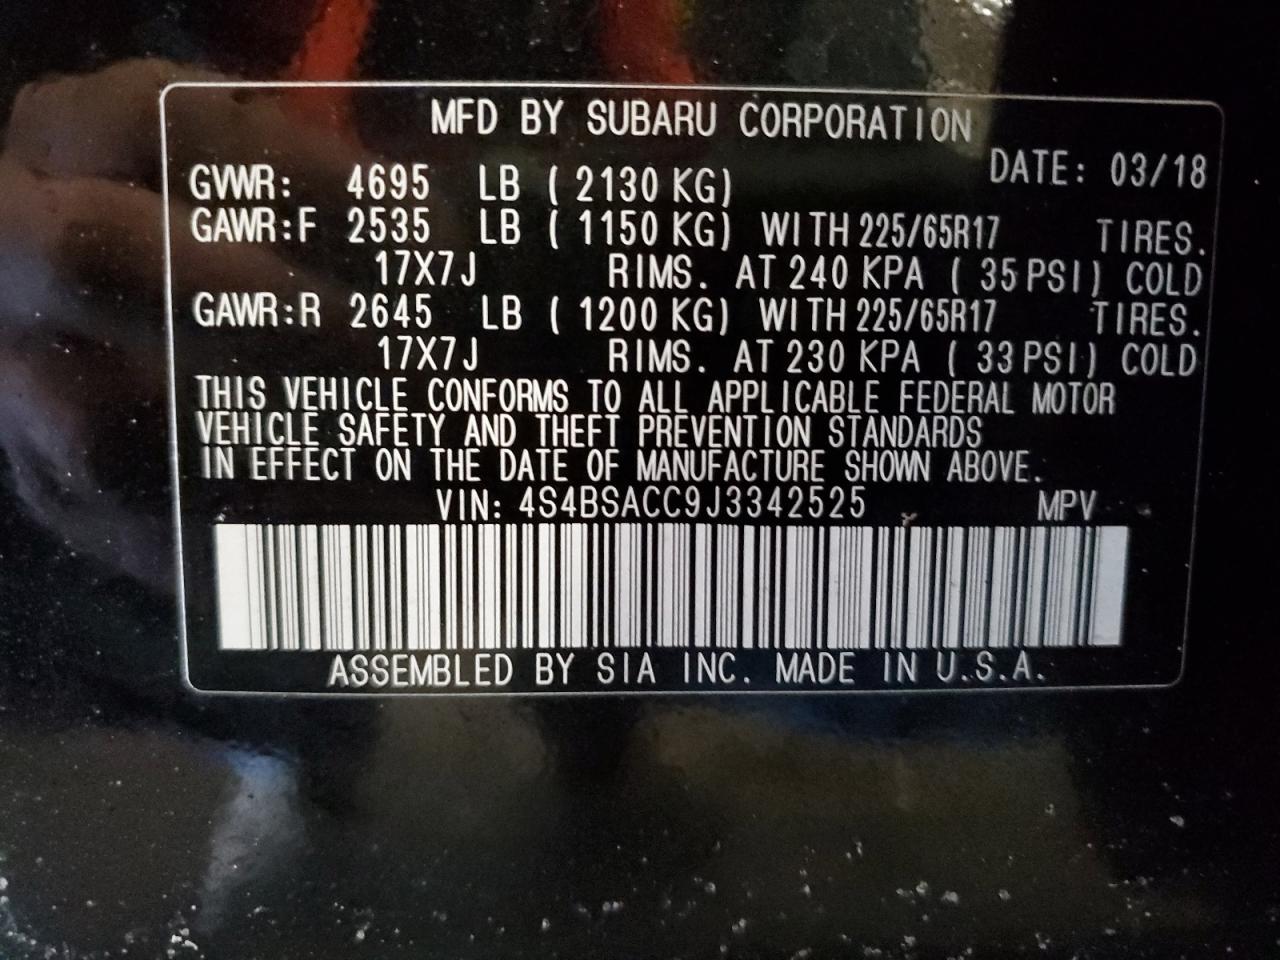 MFD BY SUBARU CORPORATION
DATE: 03/18
GVWR: 4695 LB ( 2130 KG)
GAWR:F 2535 LB ( 1150 KG) WITH 225/65R17 TIRES.
17X7J RIMS. AT 240 KPA ( 35 PSI) COLD
GAWR:R 2645 LB ( 1200 KG) WITH 225/65R17 TIRES.
17X7J RIMS. AT 230 KPA ( 33 PSI) COLD
THIS VEHICLE CONFORMS TO ALL APPLICABLE FEDERAL MOTOR
VEHICLE SAFETY AND THEFT PREVENTION STANDARDS
IN EFFECT ON THE DATE OF MANUFACTURE SHOWN ABOVE.
VIN: 4S4BSACC9J3342525 MPV
ASSEMBLED BY SIA INC. MADE IN U.S.A.